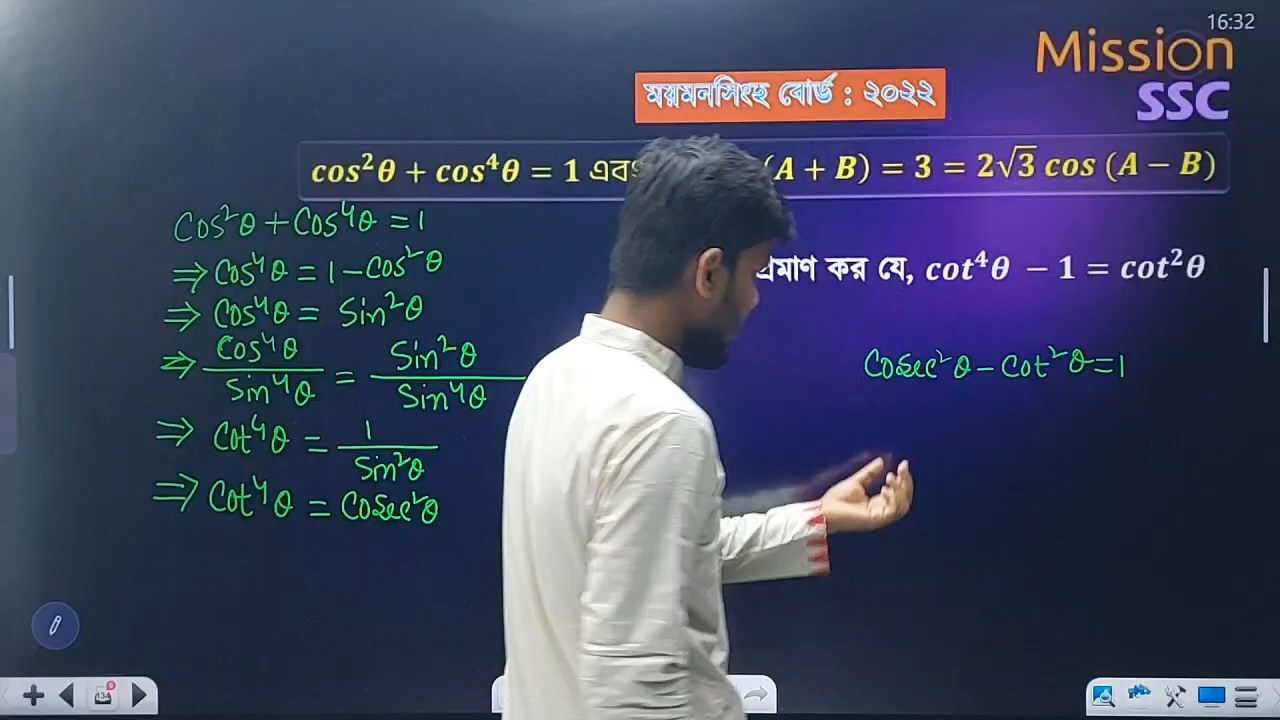 16:32
Mission
SSC
ময়মনসিংহ বোর্ড : ২০২২
cos²θ + cos⁴θ = 1 এবং (A + B) = 3 = 2√3 cos (A − B)
প্রমাণ কর যে, cot⁴θ − 1 = cot²θ
Cos²θ + Cos⁴θ = 1
⇒ Cos⁴θ = 1 − Cos²θ
⇒ Cos⁴θ = Sin²θ
⇒ Cos⁴θ / Sin⁴θ = Sin²θ / Sin⁴θ
⇒ Cot⁴θ = 1 / Sin²θ
⇒ Cot⁴θ = Cosec²θ
Cosec²θ − Cot²θ = 1